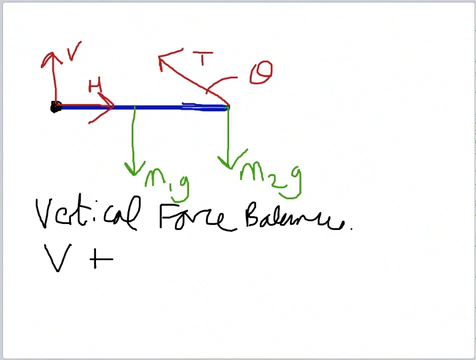 V
T
θ
H
m₁g
m₂g
Vertical Force Balance.
V +